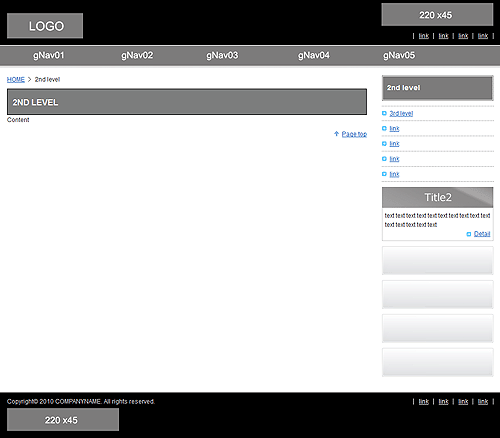 LOGO
220 x45
| link | link | link | link |
gNav01 gNav02 gNav03 gNav04 gNav05
HOME > 2nd level
2ND LEVEL
Content
Page top
2nd level
3rd level
link
link
link
link
Title2
text text text text text text text text text text
text text text text text
Detail
Copyright© 2010 COMPANYNAME. All rights reserved.
| link | link | link | link |
220 x45